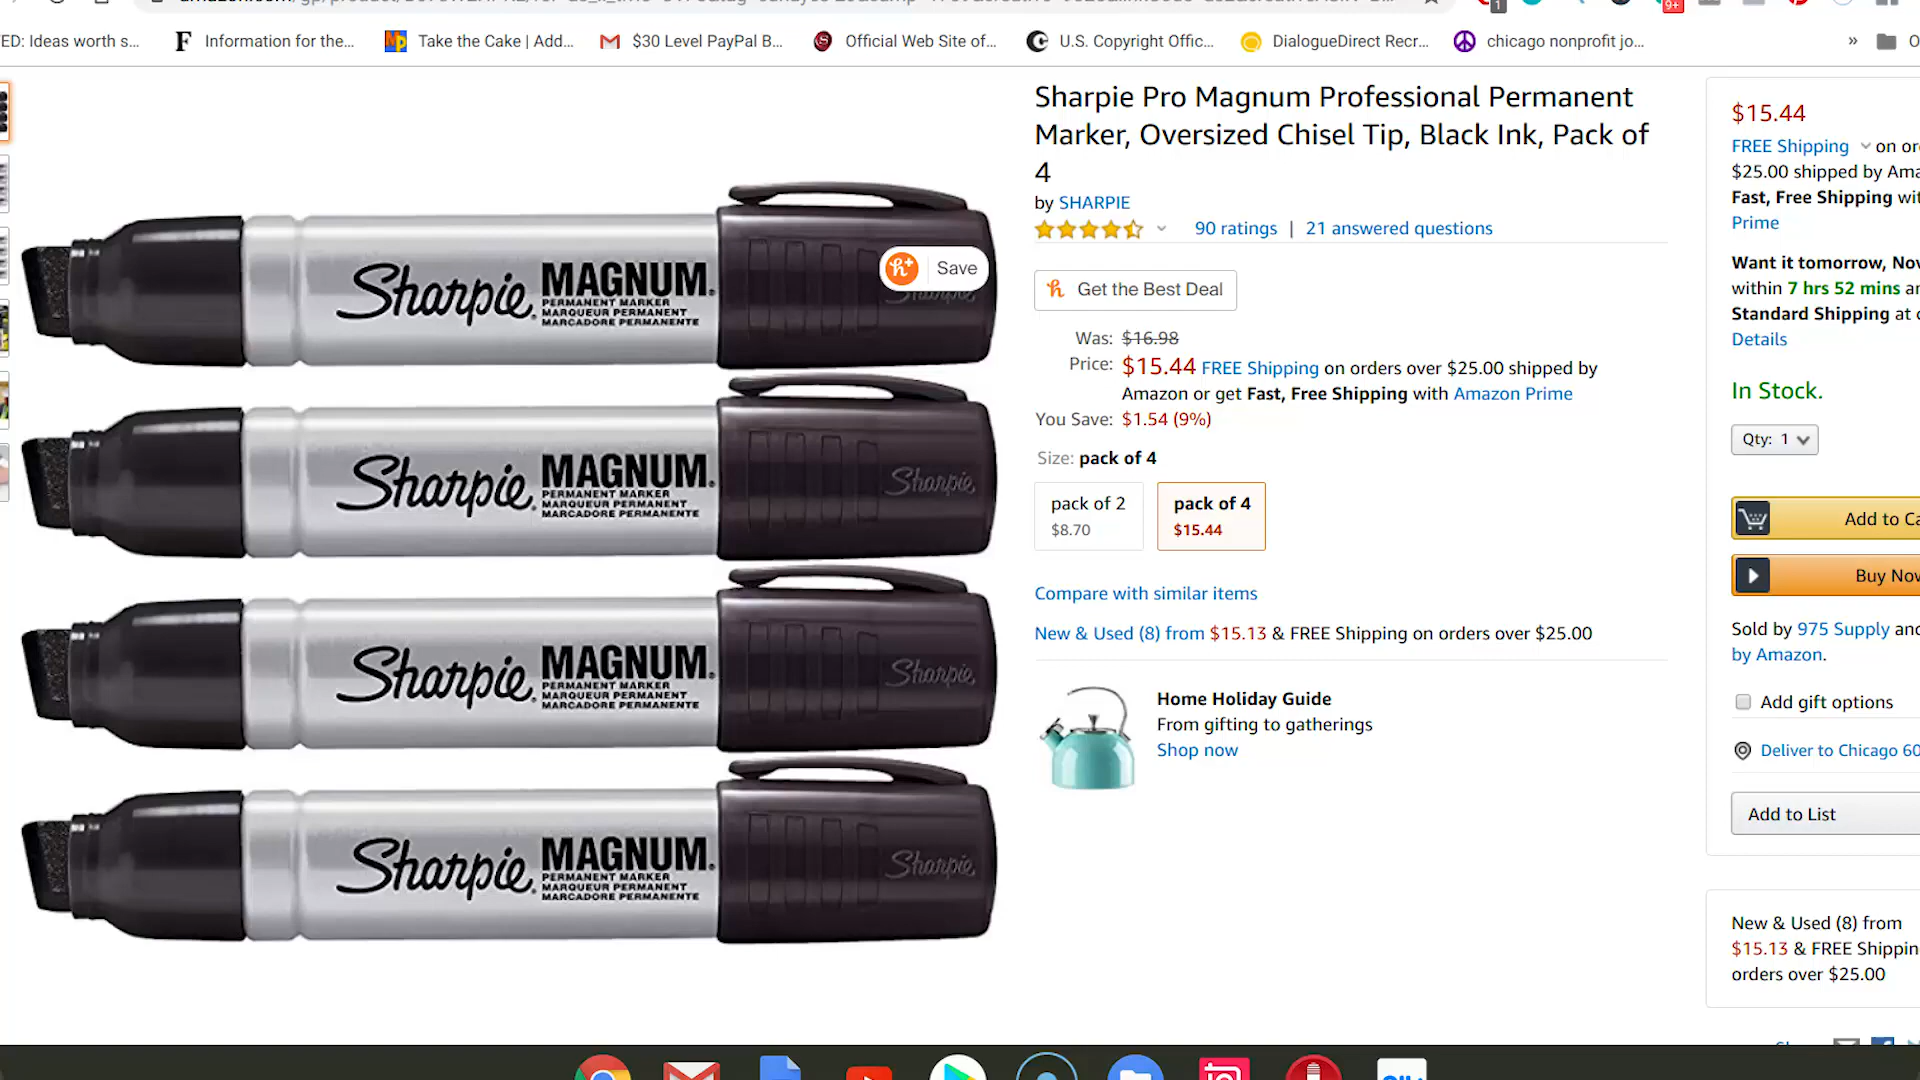 ED: Ideas worth s...
Information for the...
Take the Cake | Add...
$30 Level PayPal B...
Official Web Site of...
U.S. Copyright Offic...
DialogueDirect Recr...
chicago nonprofit jo...
»
Sharpie Pro Magnum Professional Permanent
Marker, Oversized Chisel Tip, Black Ink, Pack of
4
by SHARPIE
90 ratings | 21 answered questions
Get the Best Deal
Was: $16.98
Price: $15.44 FREE Shipping on orders over $25.00 shipped by
Amazon or get Fast, Free Shipping with Amazon Prime
You Save: $1.54 (9%)
Size: pack of 4
pack of 2
$8.70
pack of 4
$15.44
Compare with similar items
New & Used (8) from $15.13 & FREE Shipping on orders over $25.00
Home Holiday Guide
From gifting to gatherings
Shop now
Sharpie. MAGNUM.
PERMANENT MARKER
MARQUEUR PERMANENT
MARCADORE PERMANENTE
Save
Sharpie. MAGNUM.
PERMANENT MARKER
MARQUEUR PERMANENT
MARCADORE PERMANENTE
Sharpie.
Sharpie. MAGNUM.
PERMANENT MARKER
MARQUEUR PERMANENT
MARCADORE PERMANENTE
Sharpie.
Sharpie. MAGNUM.
PERMANENT MARKER
MARQUEUR PERMANENT
MARCADORE PERMANENTE
Sharpie.
$15.44
FREE Shipping on or
$25.00 shipped by Ama
Fast, Free Shipping wit
Prime
Want it tomorrow, Nov
within 7 hrs 52 mins an
Standard Shipping at c
Details
In Stock.
Qty: 1
Add to Ca
Buy Nov
Sold by 975 Supply and
by Amazon.
Add gift options
Deliver to Chicago 60
Add to List
New & Used (8) from
$15.13 & FREE Shippin
orders over $25.00